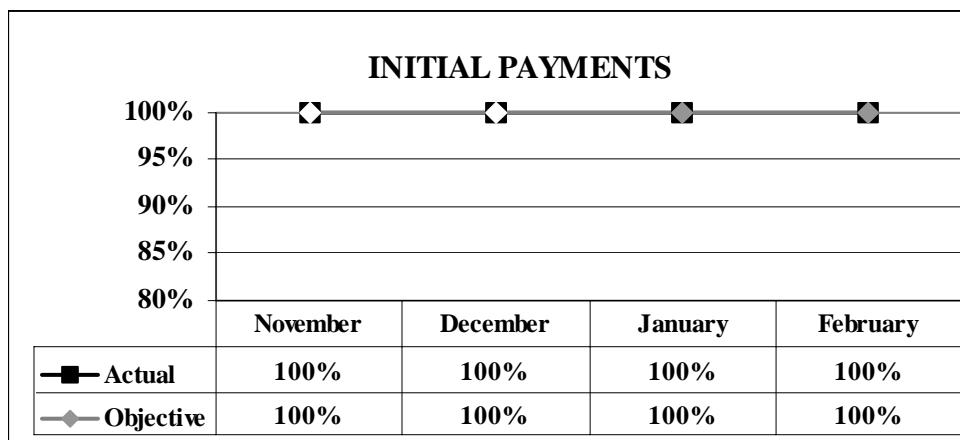 INITIAL PAYMENTS
100%
95%
90%
85%
80%
November December January February
Actual 100% 100% 100% 100%
Objective 100% 100% 100% 100%